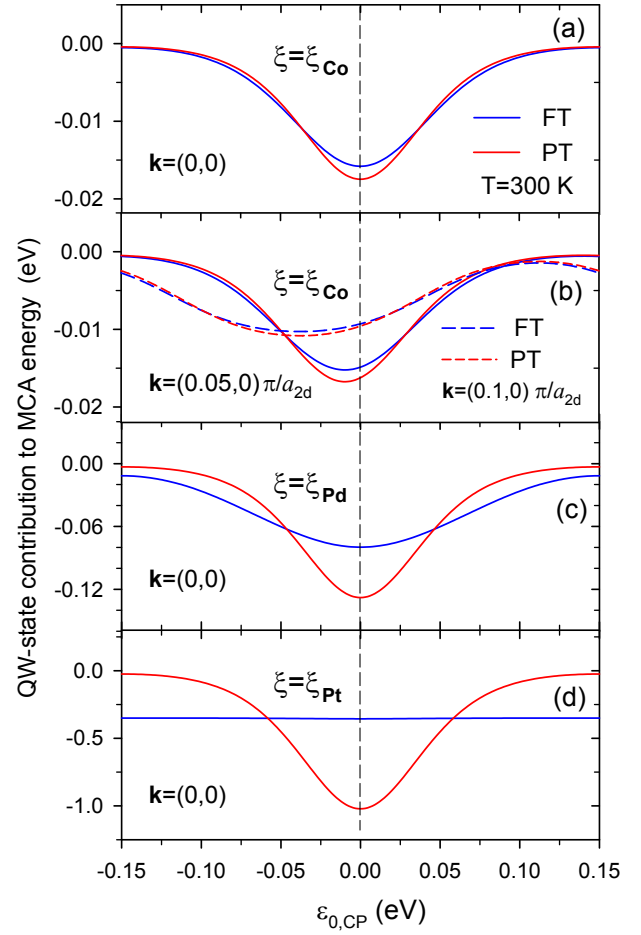 QW-state contribution to MCA energy (eV)
(a)
0.00
-0.01
-0.02
ξ=ξCo
k=(0,0)
FT
PT
T=300 K
(b)
0.00
-0.01
-0.02
ξ=ξCo
k=(0.05,0) π/a2d
FT
PT
k=(0.1,0) π/a2d
(c)
0.00
-0.06
-0.12
ξ=ξPd
k=(0,0)
(d)
0.0
-0.5
-1.0
ξ=ξPt
k=(0,0)
-0.15 -0.10 -0.05 0.00 0.05 0.10 0.15
ε0,CP (eV)